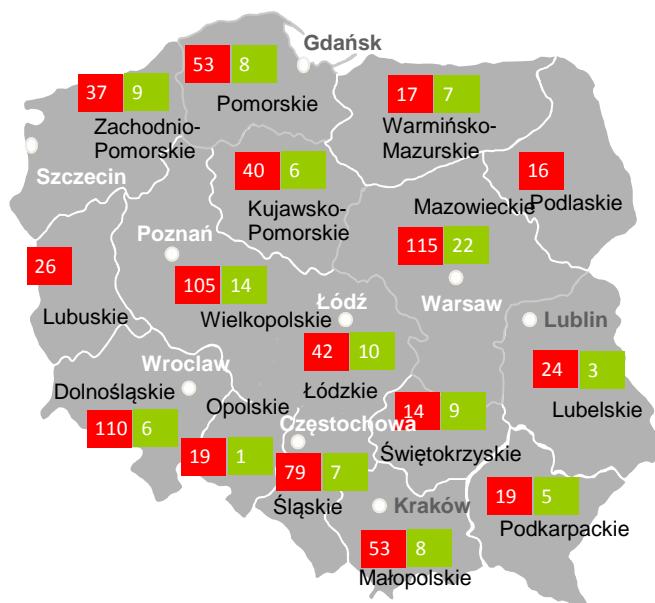 Gdańsk
53 8
Pomorskie
37 9
Zachodnio-
Pomorskie
17 7
Warmińsko-
Mazurskie
Szczecin
40 6
Kujawsko-
Pomorskie
16
Podlaskie
Mazowieckie
115 22
Warsaw
Poznań
105 14
Wielkopolskie
26
Lubuskie
Łódź
42 10
Łódzkie
Lublin
24 3
Lubelskie
Wroclaw
Dolnośląskie
110 6
Opolskie
19 1
Częstochowa
79 7
Śląskie
14 9
Świętokrzyskie
Kraków
53 8
Małopolskie
19 5
Podkarpackie